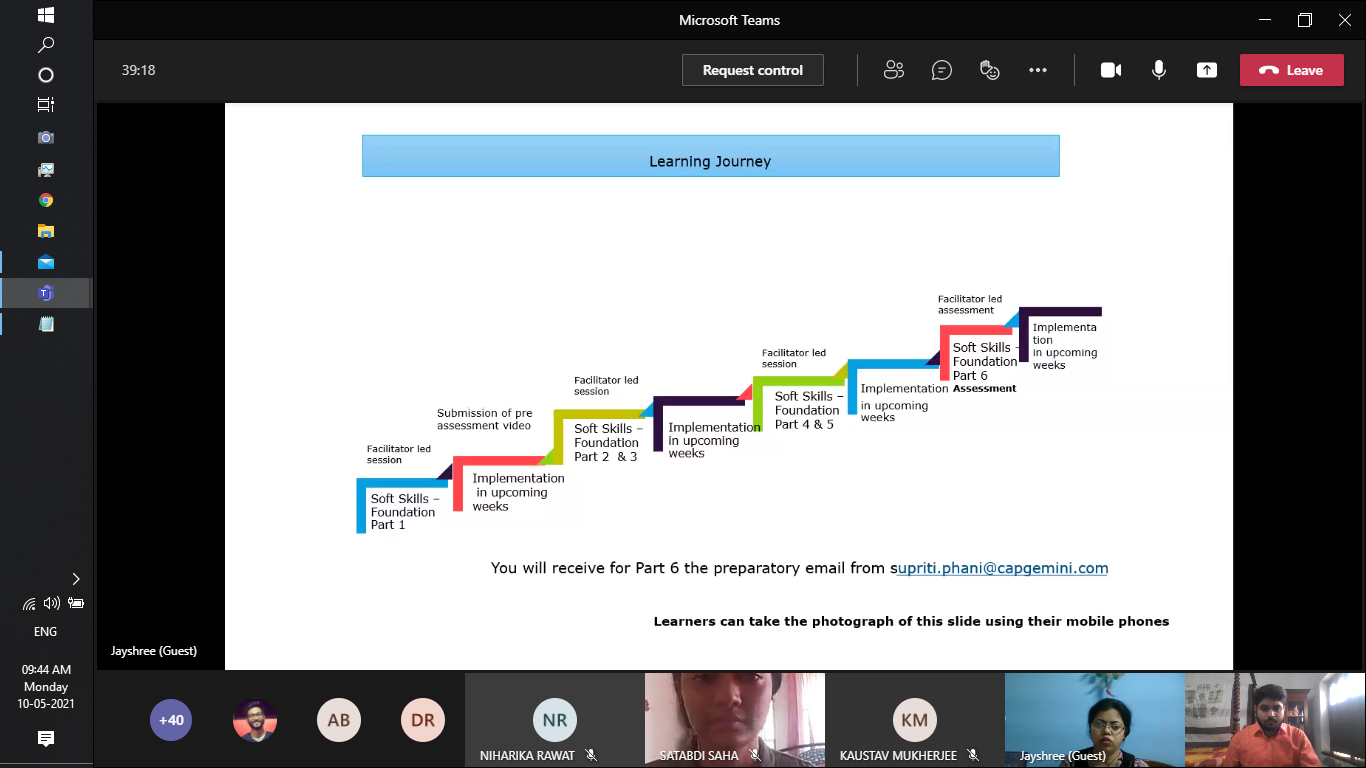 Microsoft Teams
39:18
Request control
Leave
Learning Journey
Facilitator led
session
Soft Skills –
Foundation
Part 1
Submission of pre
assessment video
Implementation
in upcoming
weeks
Facilitator led
session
Soft Skills –
Foundation
Part 2 & 3
Implementation
in upcoming
weeks
Facilitator led
session
Soft Skills –
Foundation
Part 4 & 5
Implementation
in upcoming
weeks
Facilitator led
assessment
Soft Skills –
Foundation
Part 6
Assessment
Implementa
tion
in upcoming
weeks
You will receive for Part 6 the preparatory email from supriti.phani@capgemini.com
Learners can take the photograph of this slide using their mobile phones
Jayshree (Guest)
ENG
09:44 AM
Monday
10-05-2021
+40
AB
DR
NR
NIHARIKA RAWAT
SATABDI SAHA
KM
KAUSTAV MUKHERJEE
Jayshree (Guest)